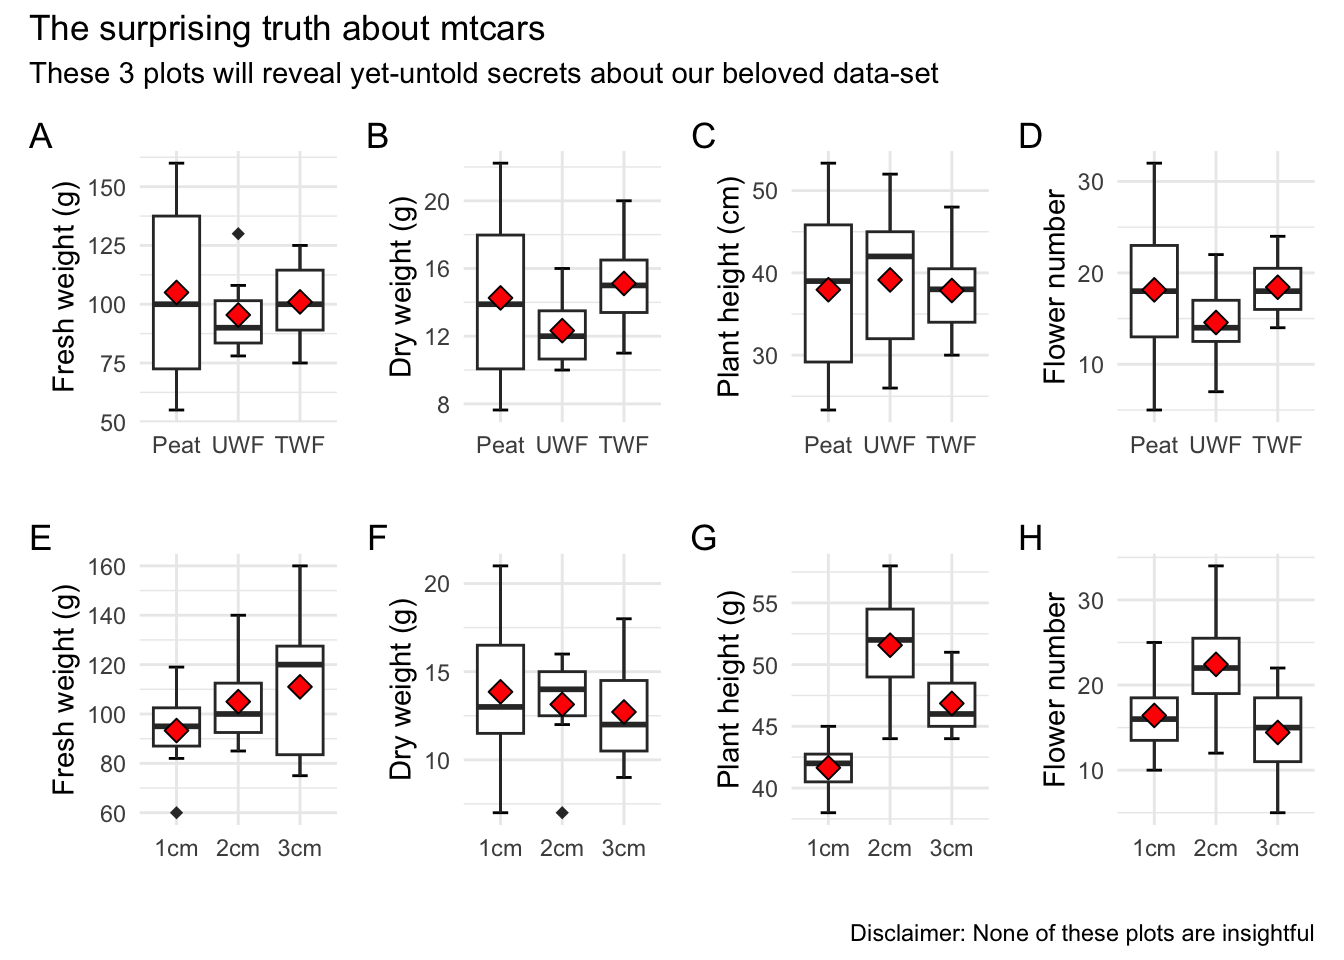 The surprising truth about mtcars
These 3 plots will reveal yet-untold secrets about our beloved data-set
A
Fresh weight (g)
150
125
100
75
50
Peat UWF TWF
B
Dry weight (g)
20
16
12
8
Peat UWF TWF
C
Plant height (cm)
50
40
30
Peat UWF TWF
D
Flower number
30
20
10
Peat UWF TWF
E
Fresh weight (g)
160
140
120
100
80
60
1cm 2cm 3cm
F
Dry weight (g)
20
15
10
1cm 2cm 3cm
G
Plant height (g)
55
50
45
40
1cm 2cm 3cm
H
Flower number
30
20
10
1cm 2cm 3cm
Disclaimer: None of these plots are insightful